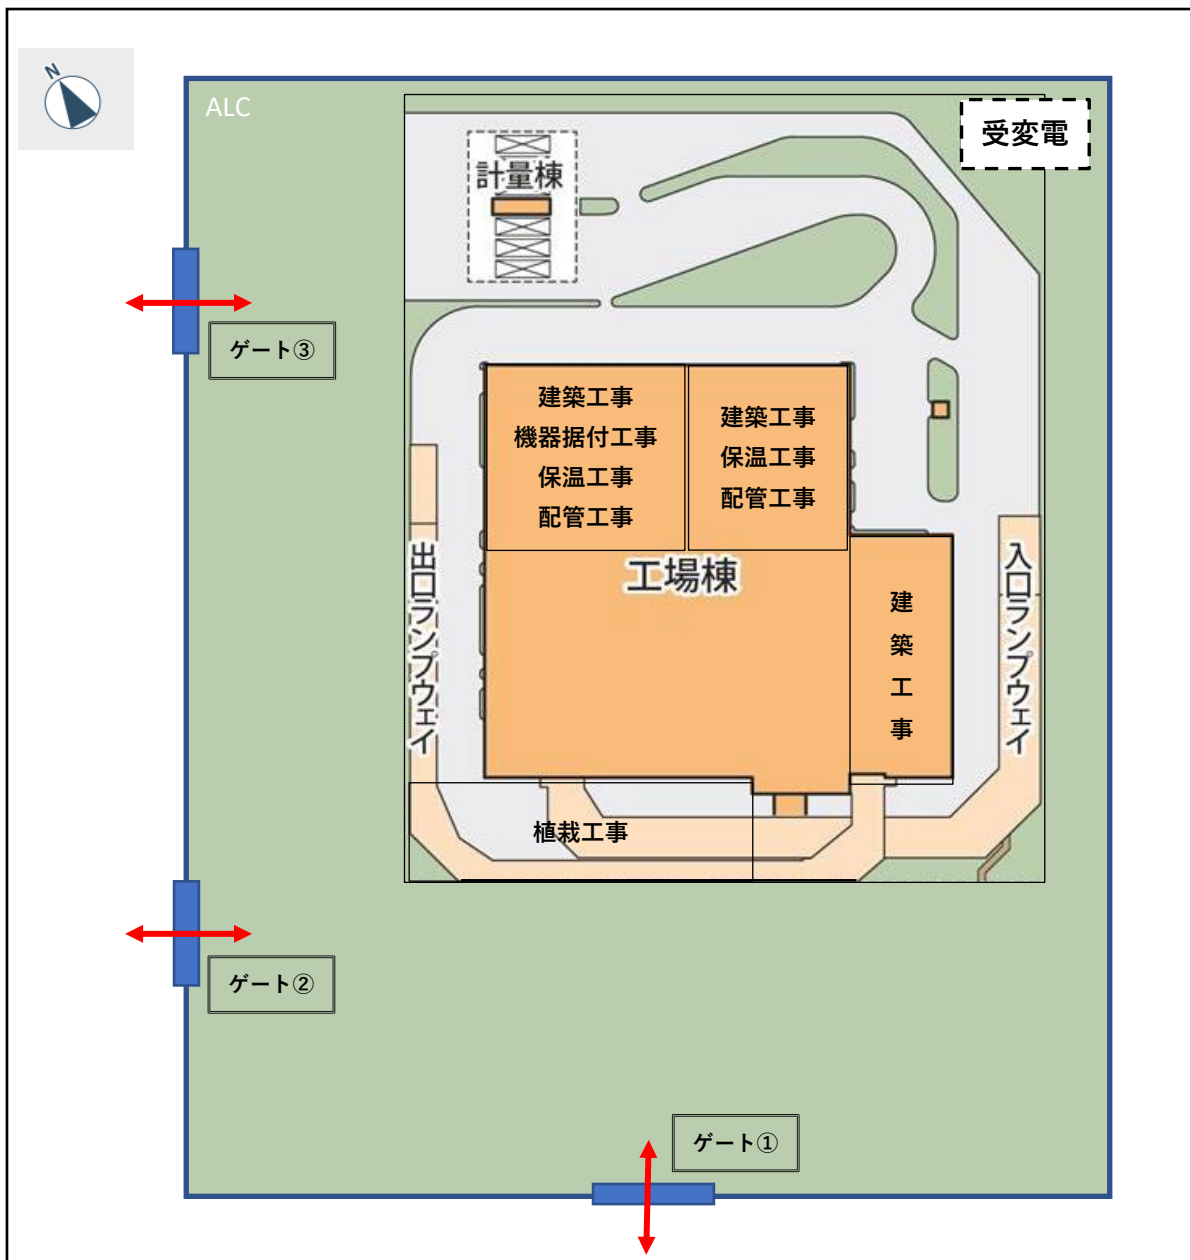 N
ALC
受変電
計量棟
ゲート③
建築工事
機器据付工事
保温工事
配管工事
建築工事
保温工事
配管工事
工場棟
出口ランプウェイ
建築工事
入口ランプウェイ
植栽工事
ゲート②
ゲート①